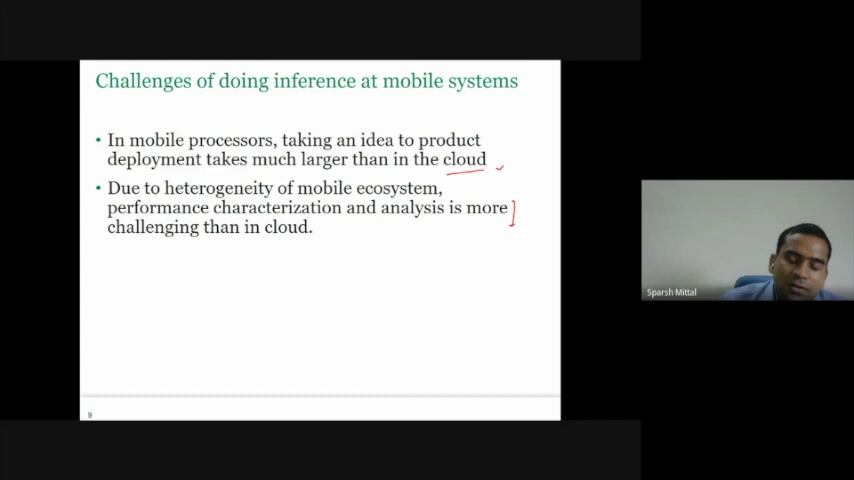 Challenges of doing inference at mobile systems
• In mobile processors, taking an idea to product
deployment takes much larger than in the cloud
• Due to heterogeneity of mobile ecosystem,
performance characterization and analysis is more
challenging than in cloud.
9
Sparsh Mittal